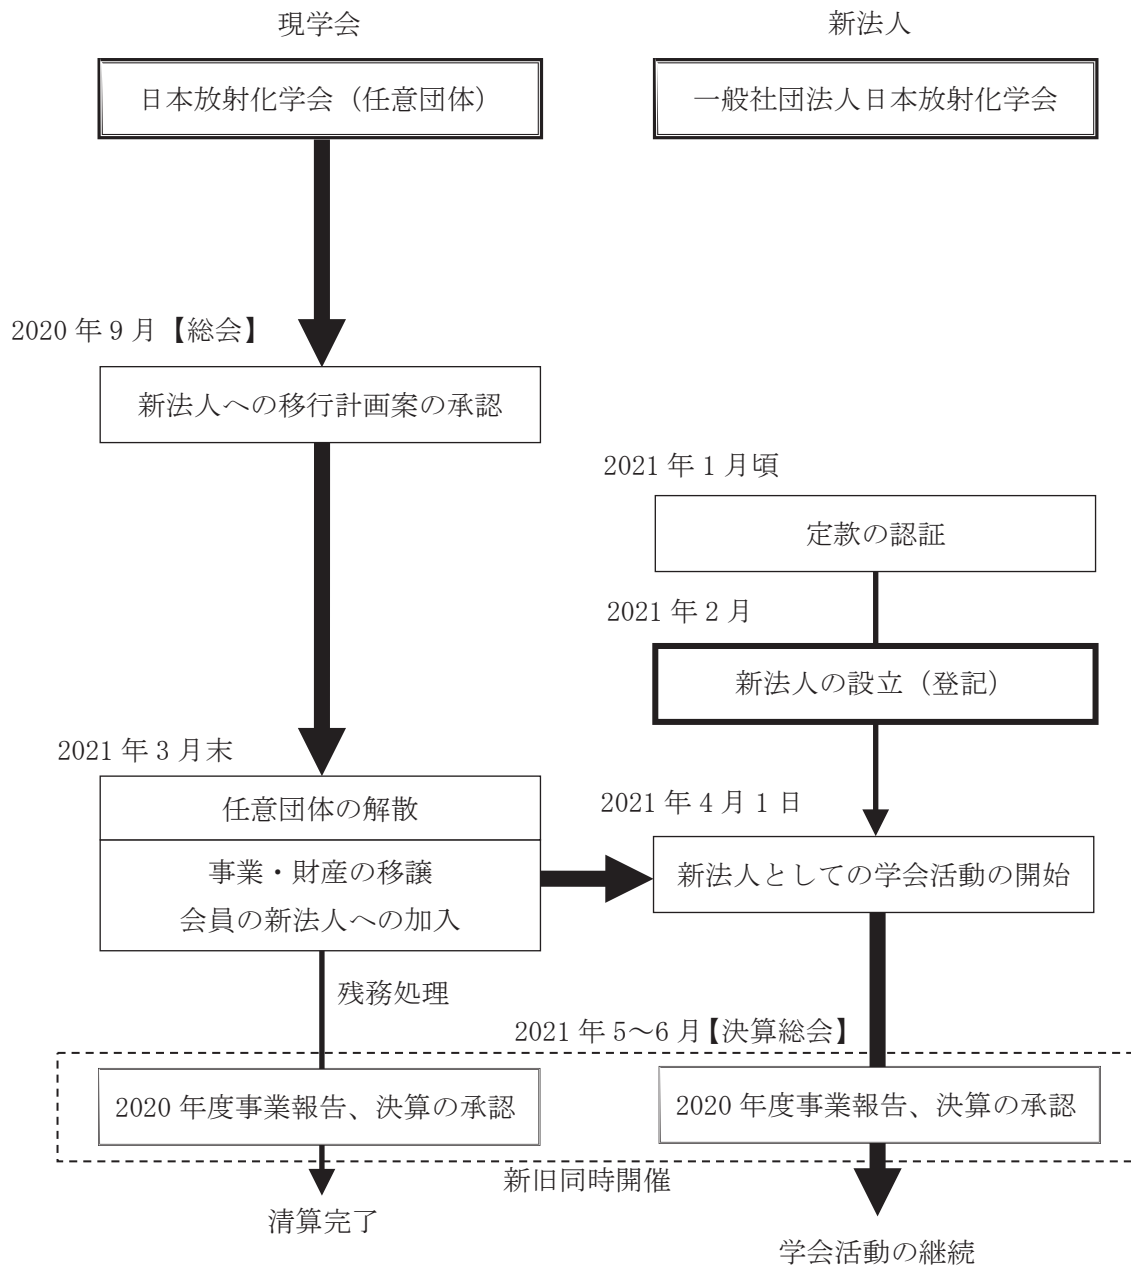 現学会
新法人
日本放射化学会（任意団体）
一般社団法人日本放射化学会
2020 年 9 月【総会】
新法人への移行計画案の承認
2021 年 1 月頃
定款の認証
2021 年 2 月
新法人の設立（登記）
2021 年 3 月末
任意団体の解散
2021 年 4 月 1 日
事業・財産の移譲
会員の新法人への加入
新法人としての学会活動の開始
残務処理
2021 年 5～6 月【決算総会】
2020 年度事業報告、決算の承認
2020 年度事業報告、決算の承認
新旧同時開催
清算完了
学会活動の継続